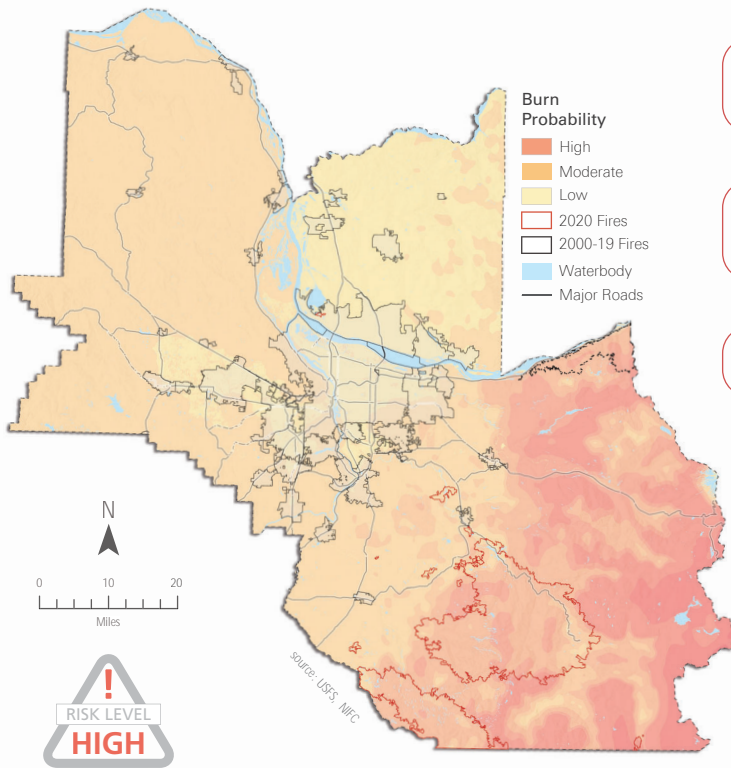 Burn
Probability
High
Moderate
Low
2020 Fires
2000-19 Fires
Waterbody
Major Roads
N
0 10 20
Miles
source: USFS, NIFC
!
RISK LEVEL
HIGH